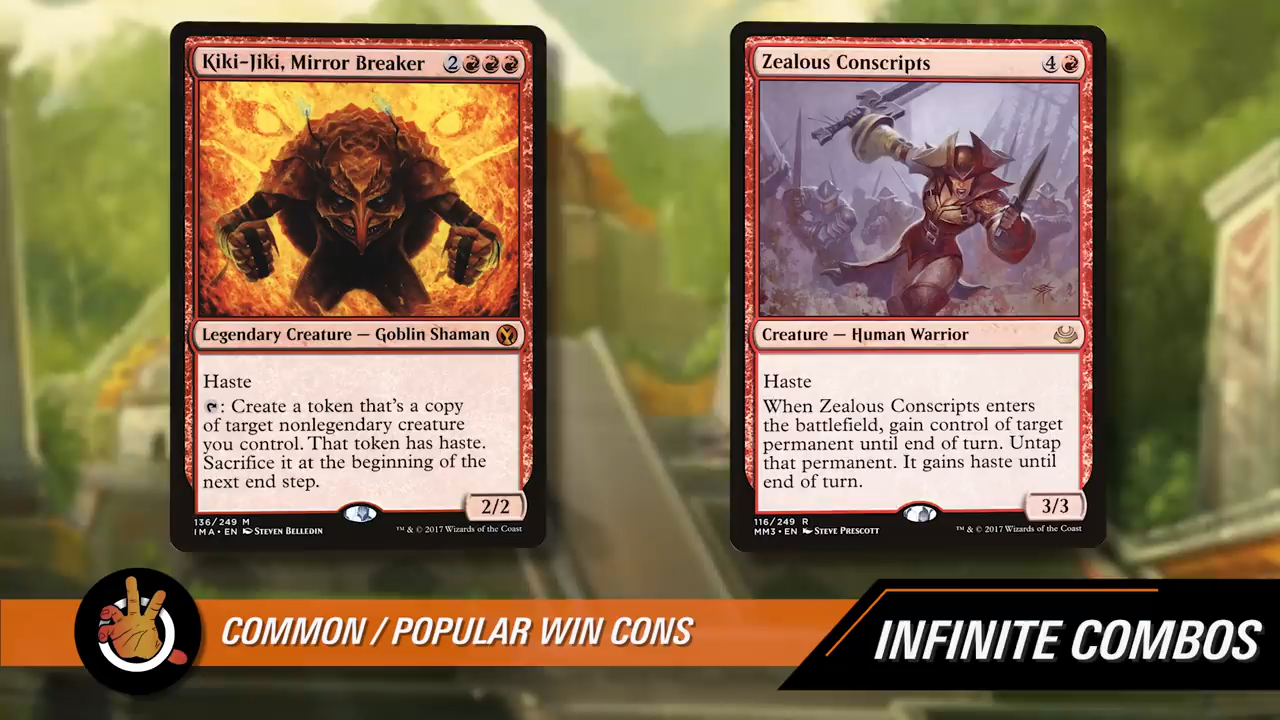 Kiki-Jiki, Mirror Breaker 2
Legendary Creature — Goblin Shaman
Haste
: Create a token that's a copy
of target nonlegendary creature
you control. That token has haste.
Sacrifice it at the beginning of the
next end step.
2/2
136/249 M
IMA • EN Steven Belledin
™ & © 2017 Wizards of the Coast
Zealous Conscripts 4
Creature — Human Warrior
Haste
When Zealous Conscripts enters
the battlefield, gain control of target
permanent until end of turn. Untap
that permanent. It gains haste until
end of turn.
3/3
116/249 R
MM3 • EN Steve Prescott
™ & © 2017 Wizards of the Coast
COMMON / POPULAR WIN CONS
INFINITE COMBOS